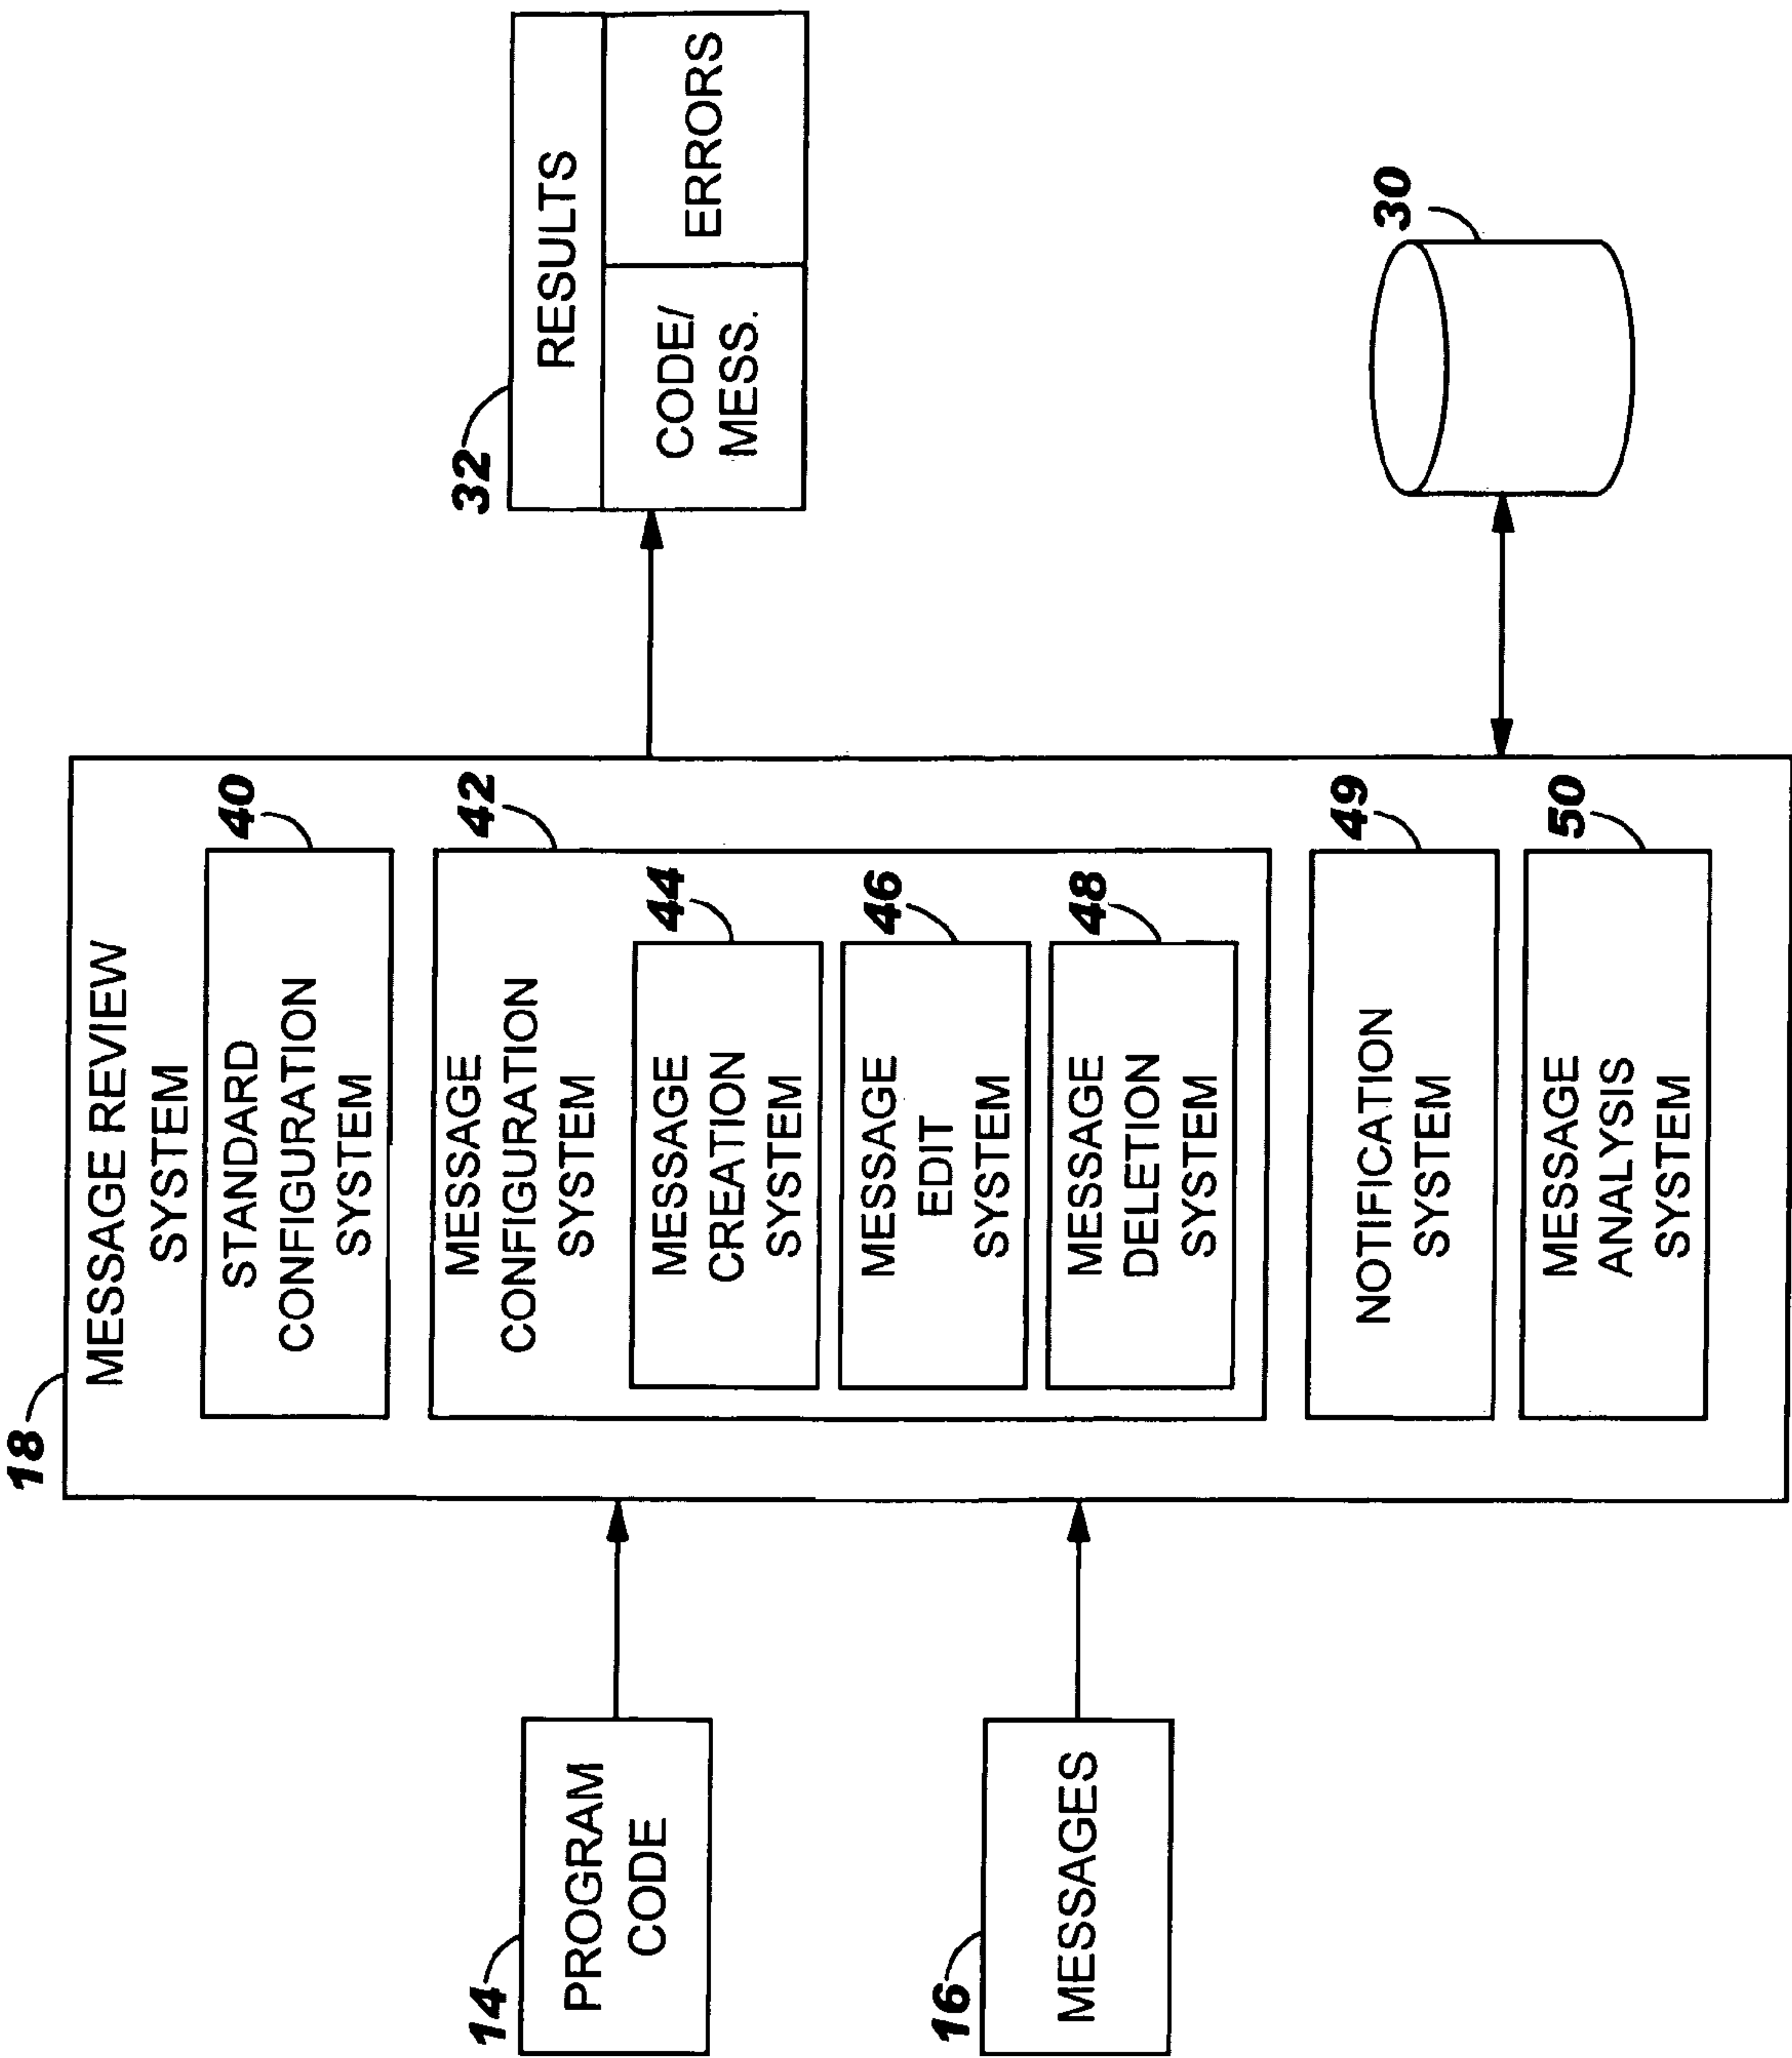 18
MESSAGE REVIEW
SYSTEM
40
STANDARD
CONFIGURATION
SYSTEM
42
MESSAGE
CONFIGURATION
SYSTEM
44
MESSAGE
CREATION
SYSTEM
46
MESSAGE
EDIT
SYSTEM
48
MESSAGE
DELETION
SYSTEM
49
NOTIFICATION
SYSTEM
50
MESSAGE
ANALYSIS
SYSTEM
14
PROGRAM
CODE
16
MESSAGES
32
RESULTS
CODE/
MESS.
ERRORS
30